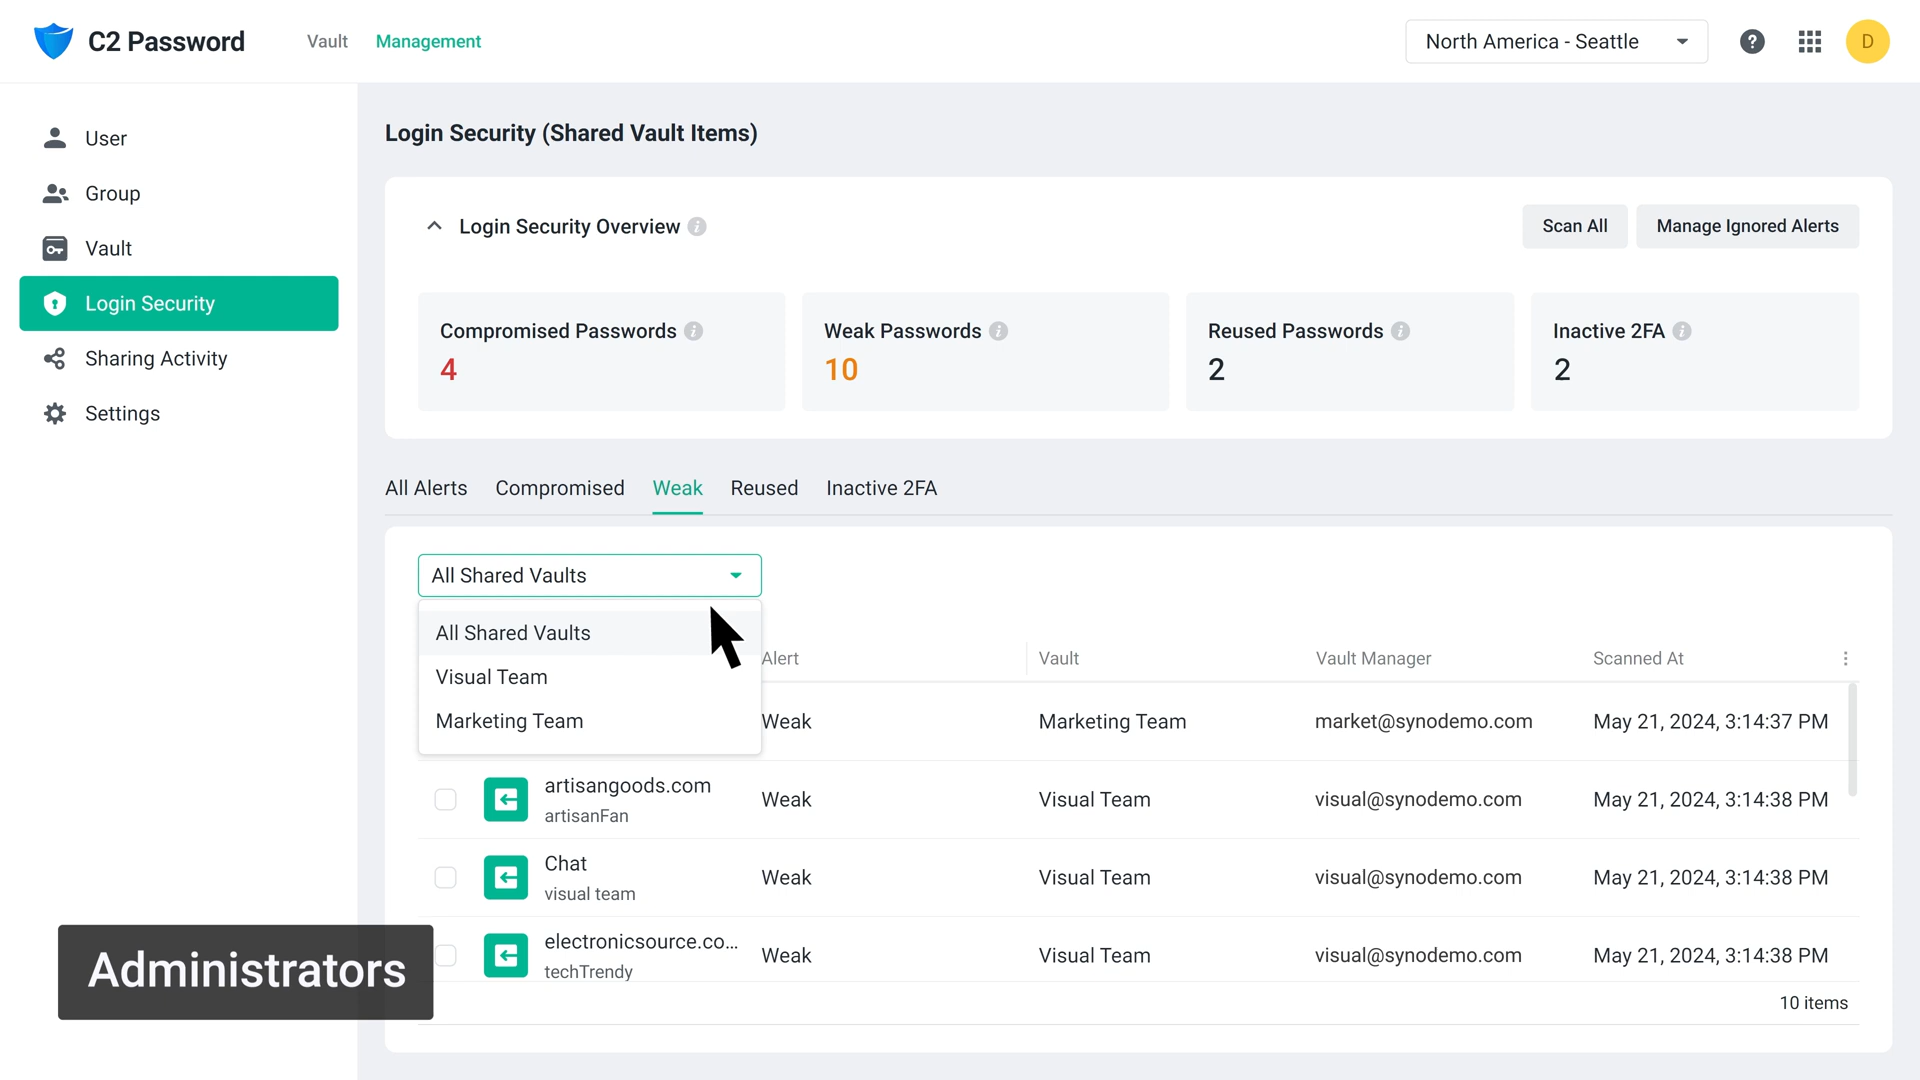 C2 Password
Vault
Management
North America - Seattle
?
D
User
Group
Vault
Login Security
Sharing Activity
Settings
Login Security (Shared Vault Items)
Login Security Overview
Scan All
Manage Ignored Alerts
Compromised Passwords
4
Weak Passwords
10
Reused Passwords
2
Inactive 2FA
2
All Alerts
Compromised
Weak
Reused
Inactive 2FA
All Shared Vaults
All Shared Vaults
Visual Team
Marketing Team
Alert
Vault
Vault Manager
Scanned At
Weak
Marketing Team
market@synodemo.com
May 21, 2024, 3:14:37 PM
artisangoods.com
artisanFan
Weak
Visual Team
visual@synodemo.com
May 21, 2024, 3:14:38 PM
Chat
visual team
Weak
Visual Team
visual@synodemo.com
May 21, 2024, 3:14:38 PM
electronicsource.co...
techTrendy
Weak
Visual Team
visual@synodemo.com
May 21, 2024, 3:14:38 PM
10 items
Administrators